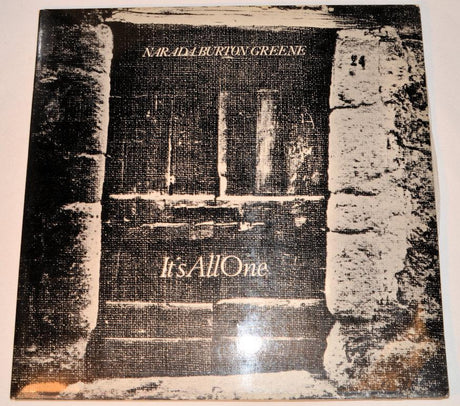 NARADA BURTON GREENE
24
It's All One